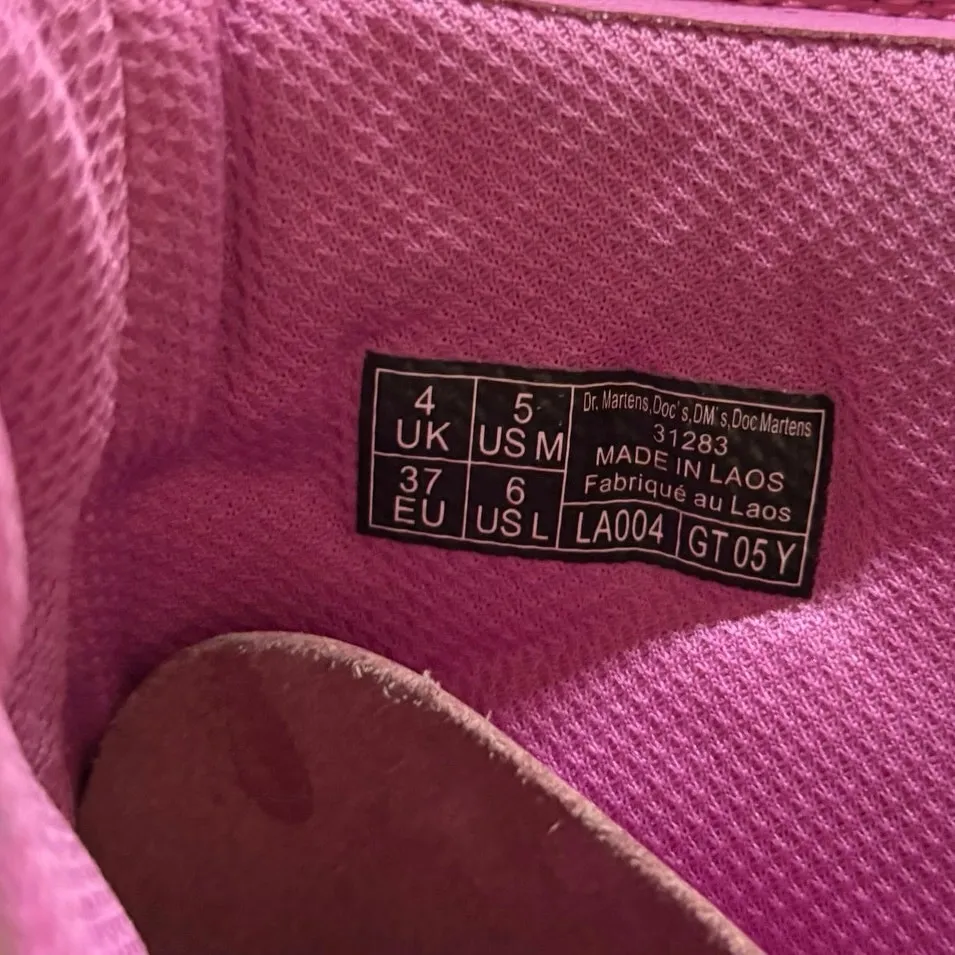 4
UK
5
US M
37
EU
6
US L
Dr. Martens,Doc's,DM's,Doc Martens
31283
MADE IN LAOS
Fabriqué au Laos
LA004
GT 05 Y